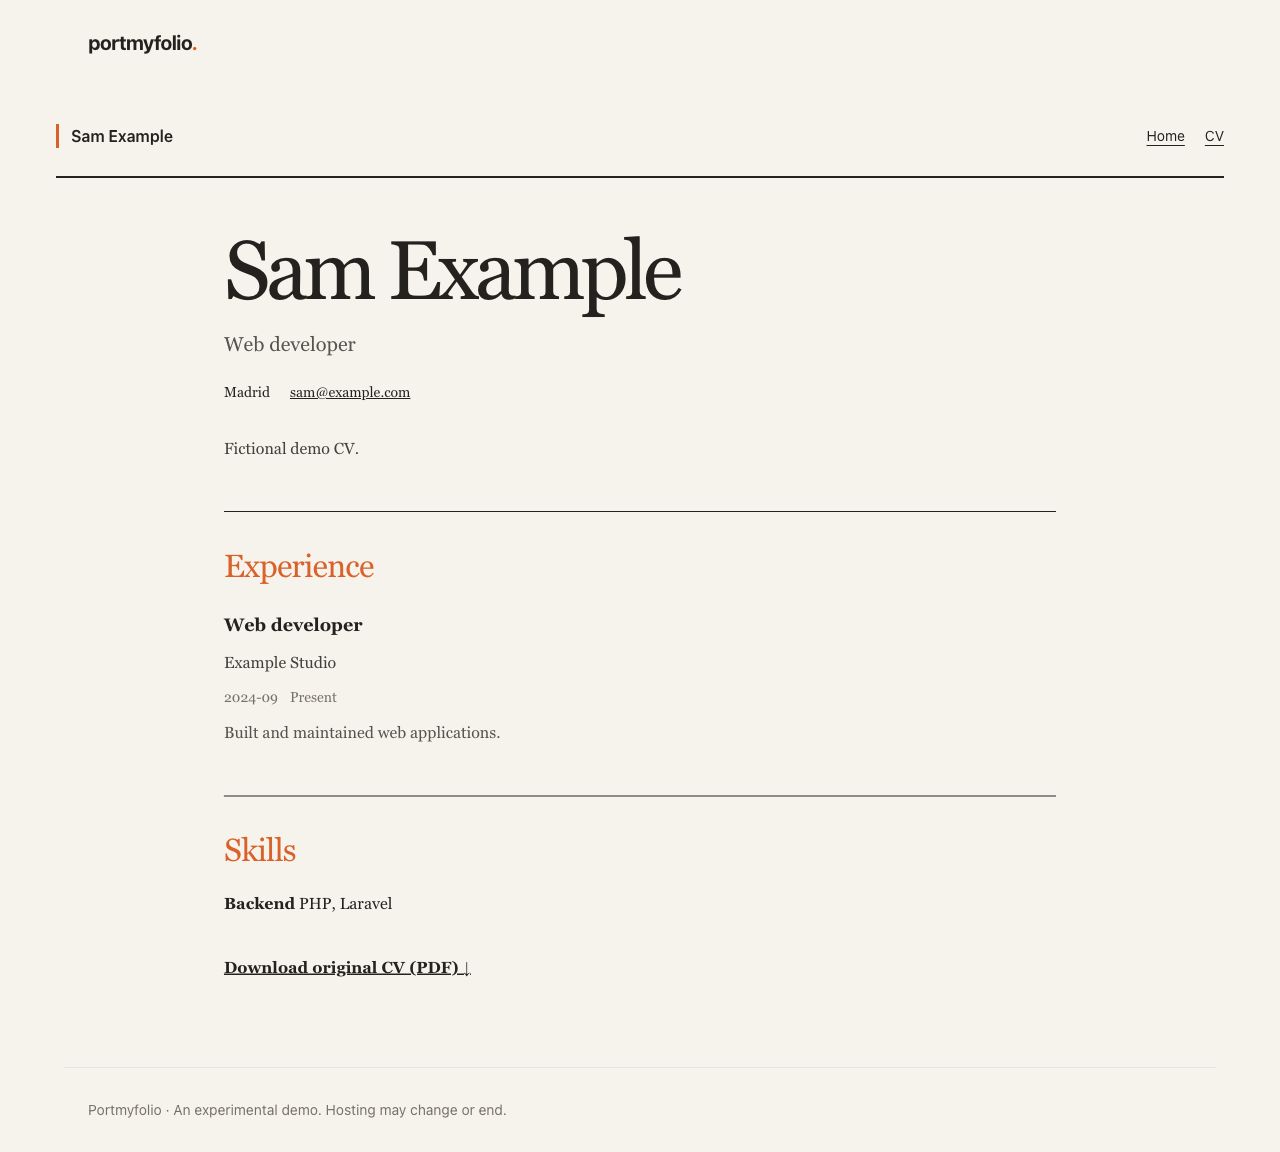 portmyfolio.
Sam Example
Home CV
Sam Example
Web developer
Madrid sam@example.com
Fictional demo CV.
Experience
Web developer
Example Studio
2024-09 Present
Built and maintained web applications.
Skills
Backend PHP, Laravel
Download original CV (PDF) ↓
Portmyfolio · An experimental demo. Hosting may change or end.